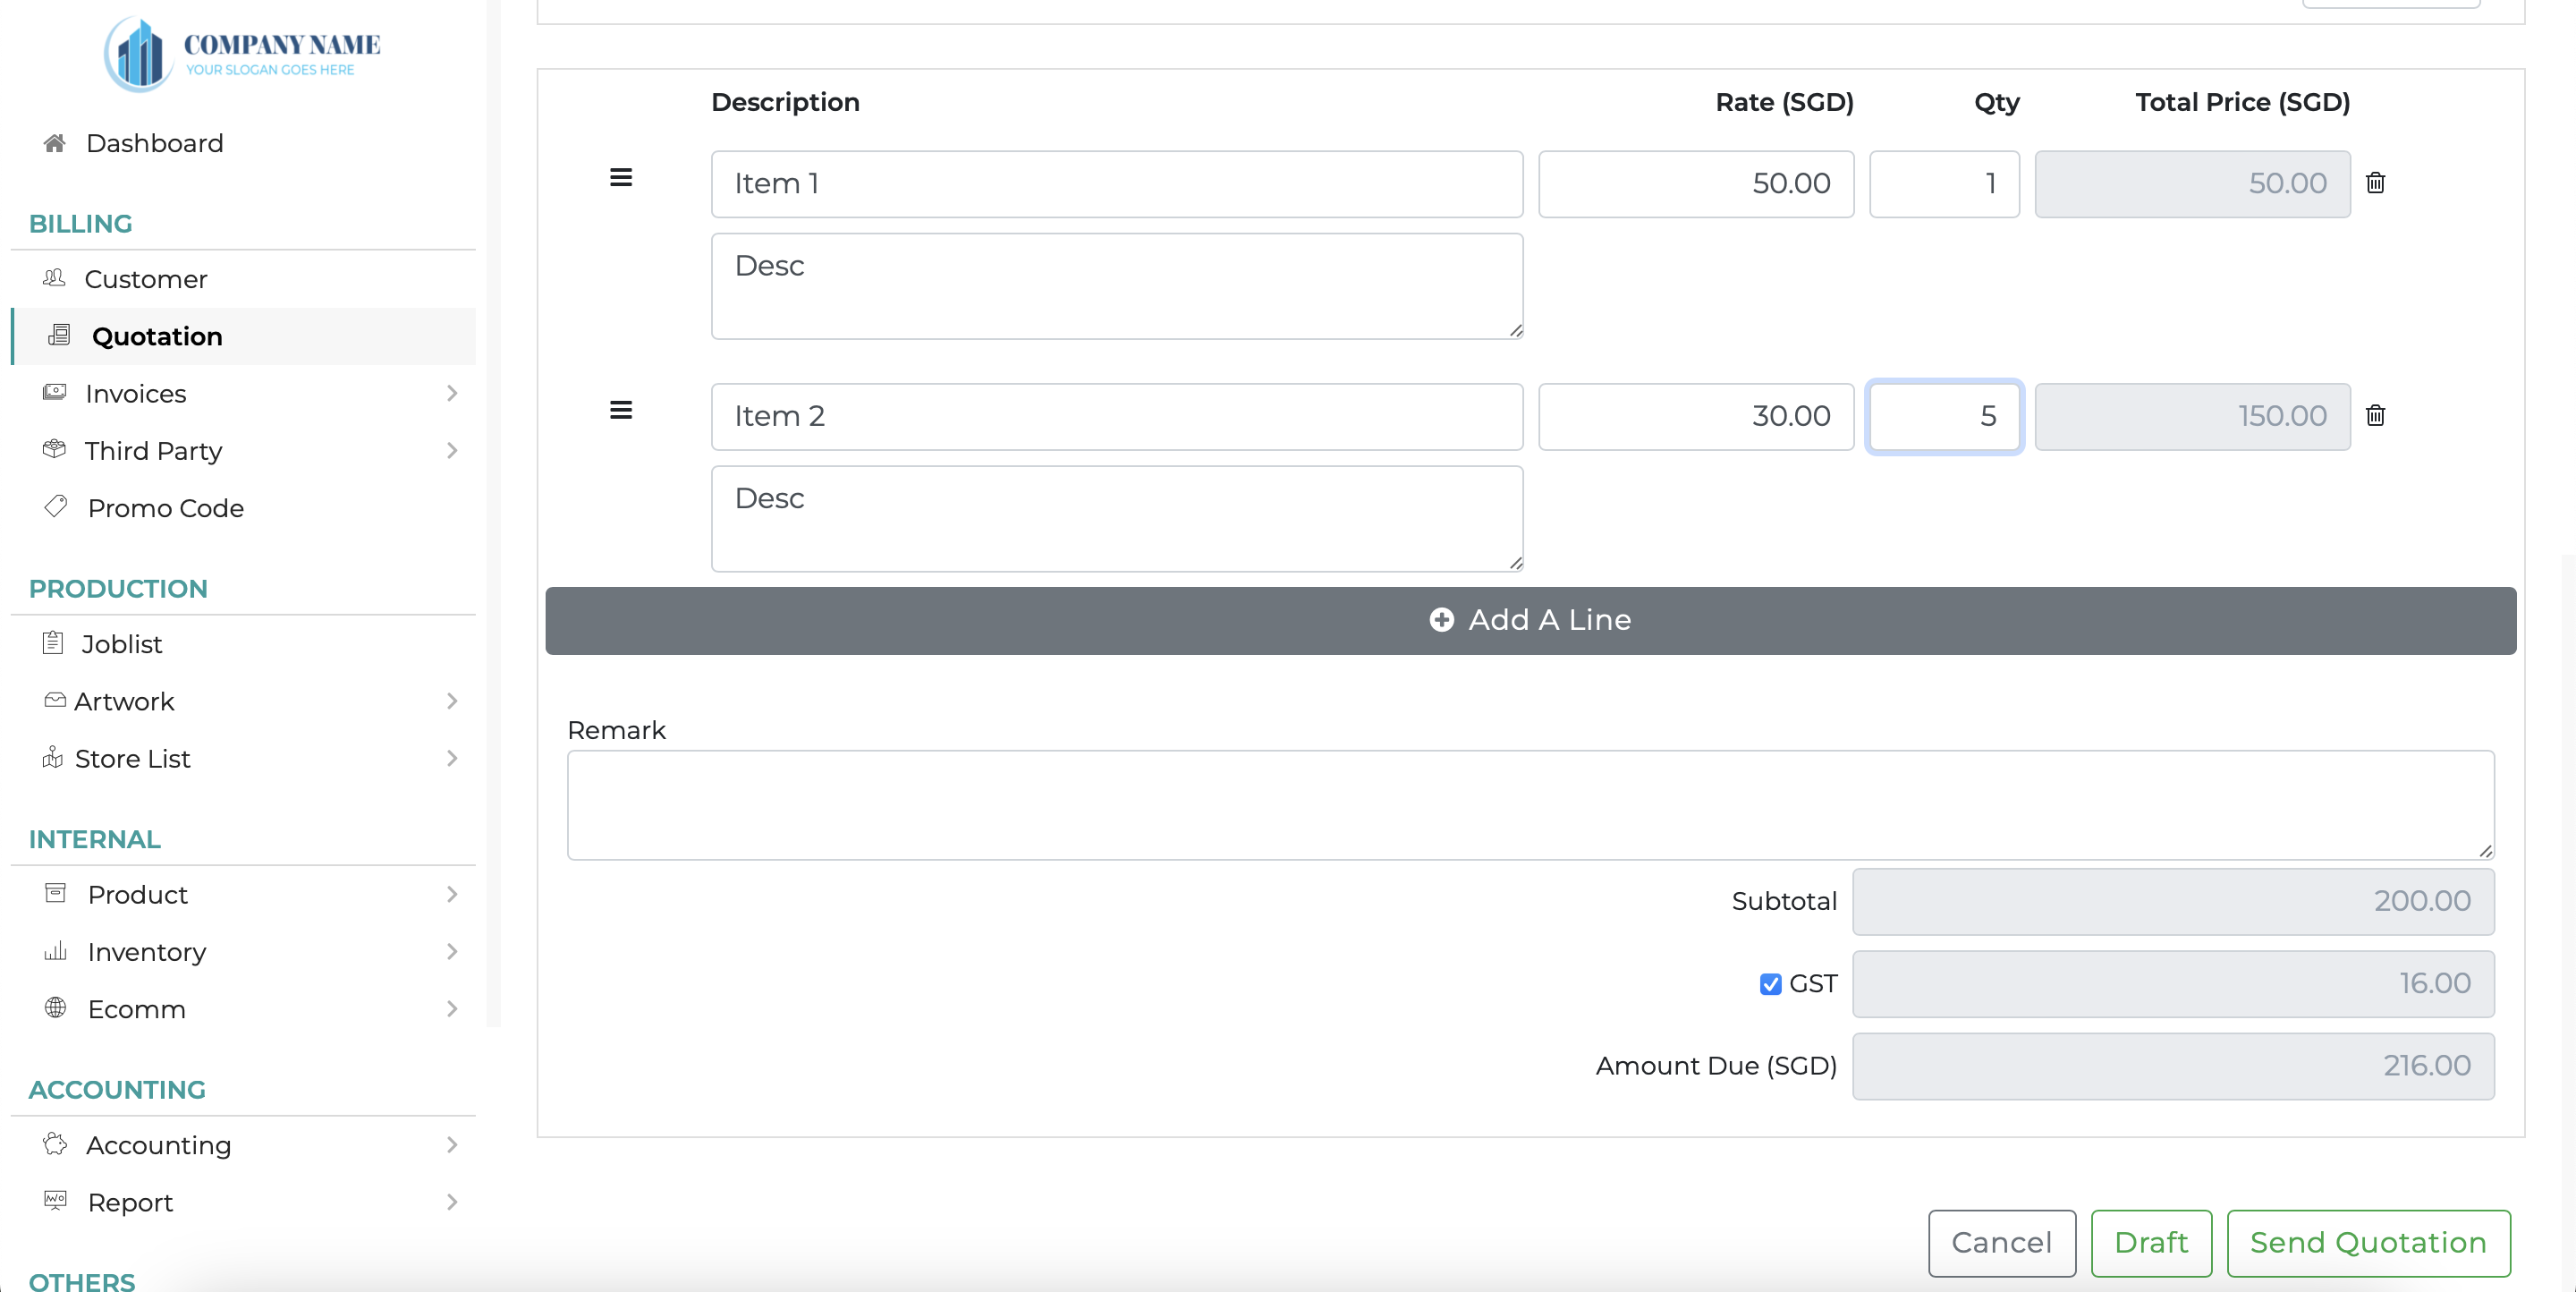 COMPANY NAME
YOUR SLOGAN GOES HERE
Dashboard
BILLING
Customer
Quotation
Invoices
Third Party
Promo Code
PRODUCTION
Joblist
Artwork
Store List
INTERNAL
Product
Inventory
Ecomm
ACCOUNTING
Accounting
Report
OTHERS
Description Rate (SGD) Qty Total Price (SGD)
Item 1 50.00 1 50.00
Desc
Item 2 30.00 5 150.00
Desc
Add A Line
Remark
Subtotal 200.00
GST 16.00
Amount Due (SGD) 216.00
Cancel Draft Send Quotation